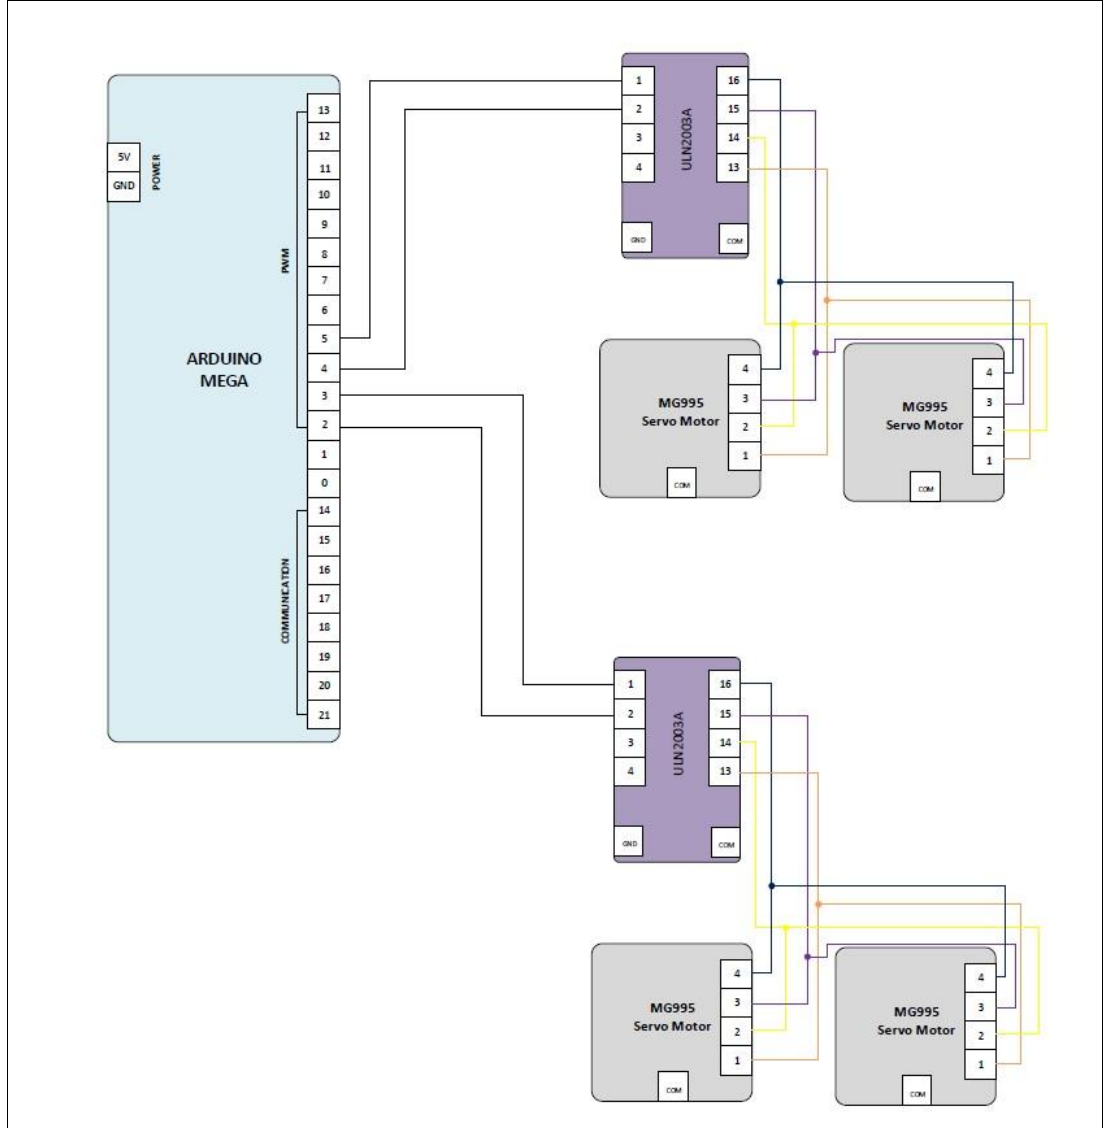 5V
GND
POWER
ARDUINO
MEGA
PWM
COMMUNICATION
13
12
11
10
9
8
7
6
5
4
3
2
1
0
14
15
16
17
18
19
20
21
1
2
3
4
ULN2003A
16
15
14
13
GND
COM
MG995
Servo Motor
4
3
2
1
COM
MG995
Servo Motor
4
3
2
1
COM
1
2
3
4
ULN2003A
16
15
14
13
GND
COM
MG995
Servo Motor
4
3
2
1
COM
MG995
Servo Motor
4
3
2
1
COM